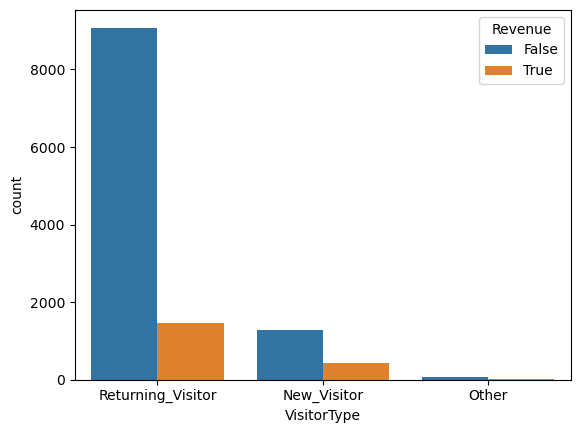 Revenue
False
True
8000
6000
4000
2000
0
count
Returning_Visitor
New_Visitor
Other
VisitorType